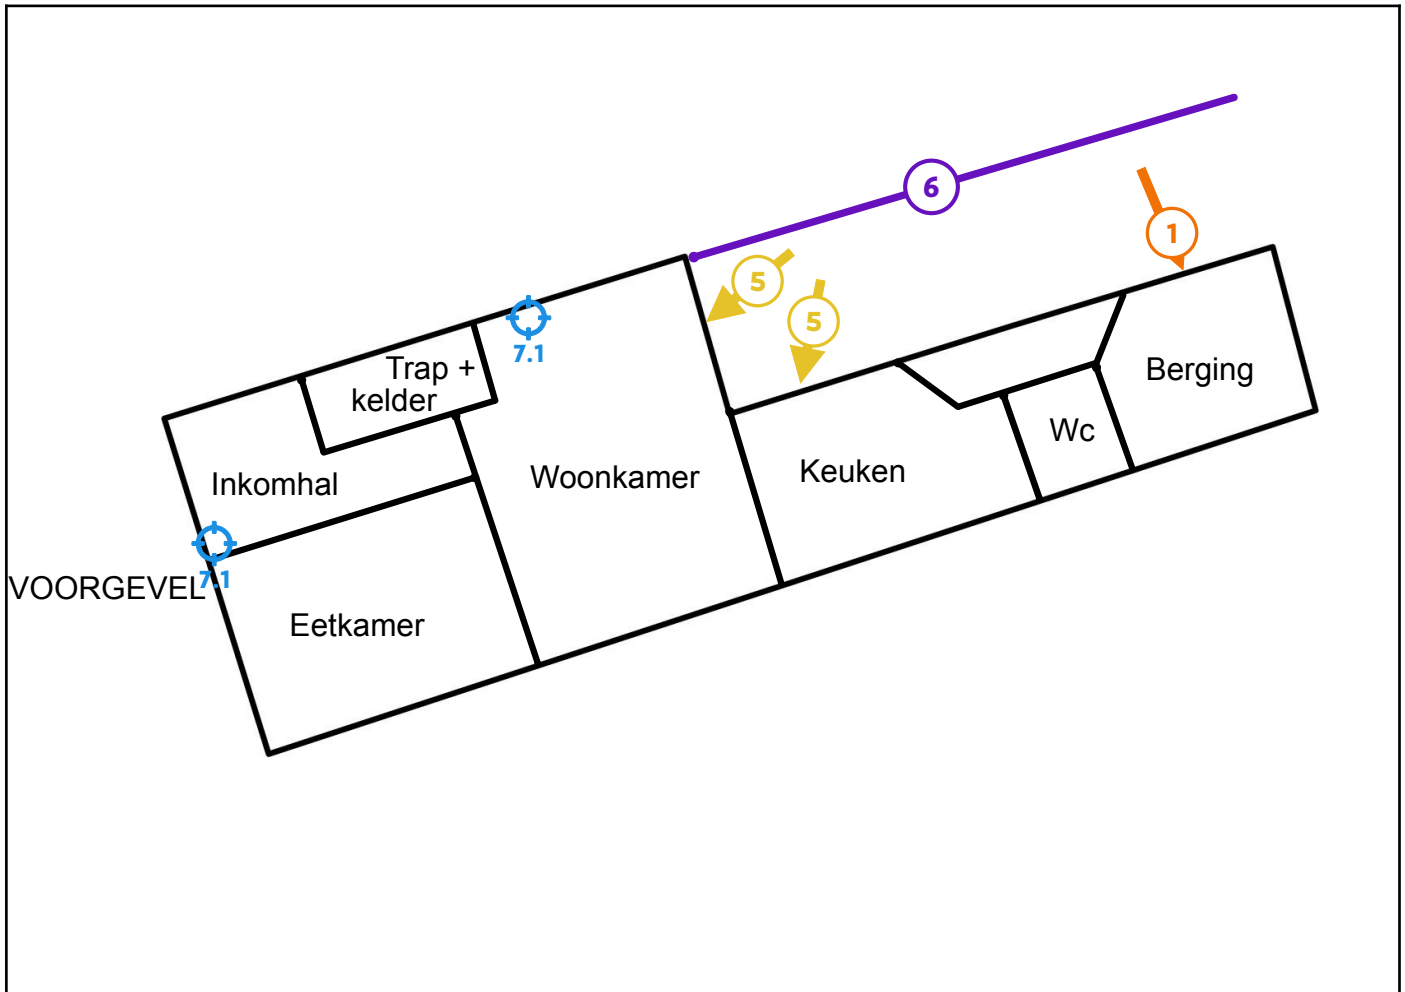 6
1
5
5
7.1
Trap +
kelder
Berging
Wc
Woonkamer
Keuken
Inkomhal
7.1
VOORGEVEL
Eetkamer